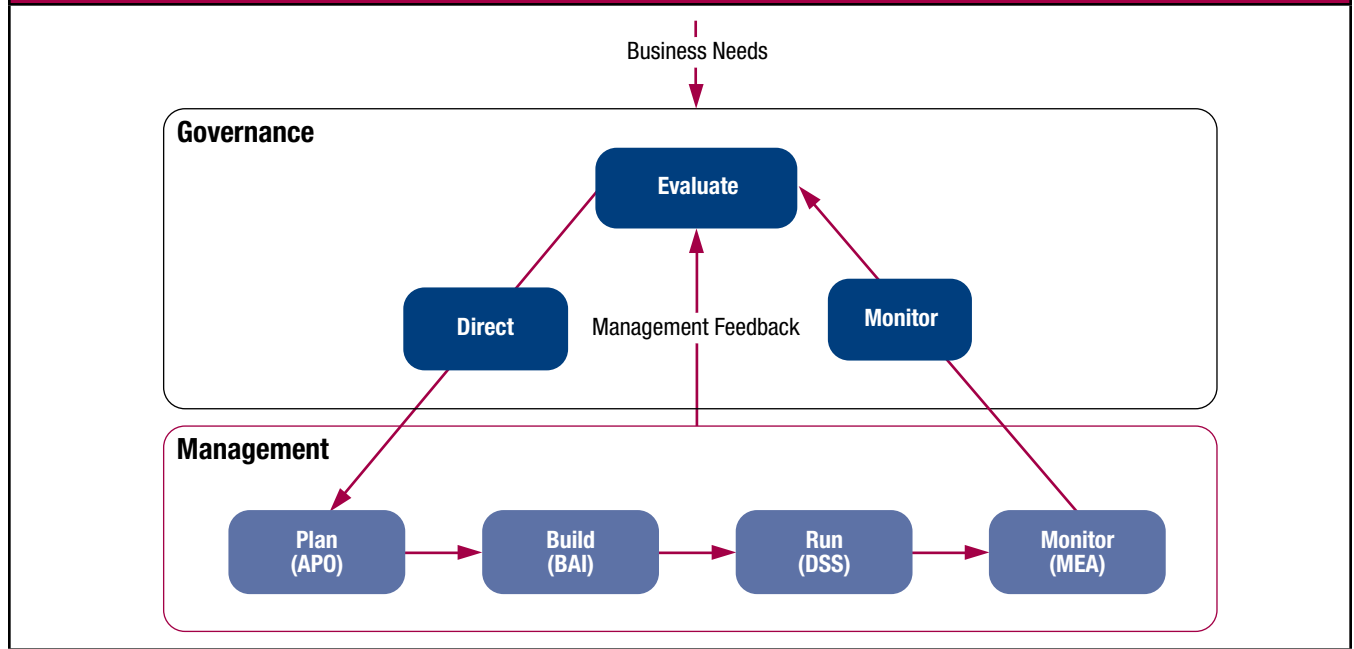 Business Needs
Governance
Evaluate
Direct
Management Feedback
Monitor
Management
Plan
(APO)
Build
(BAI)
Run
(DSS)
Monitor
(MEA)